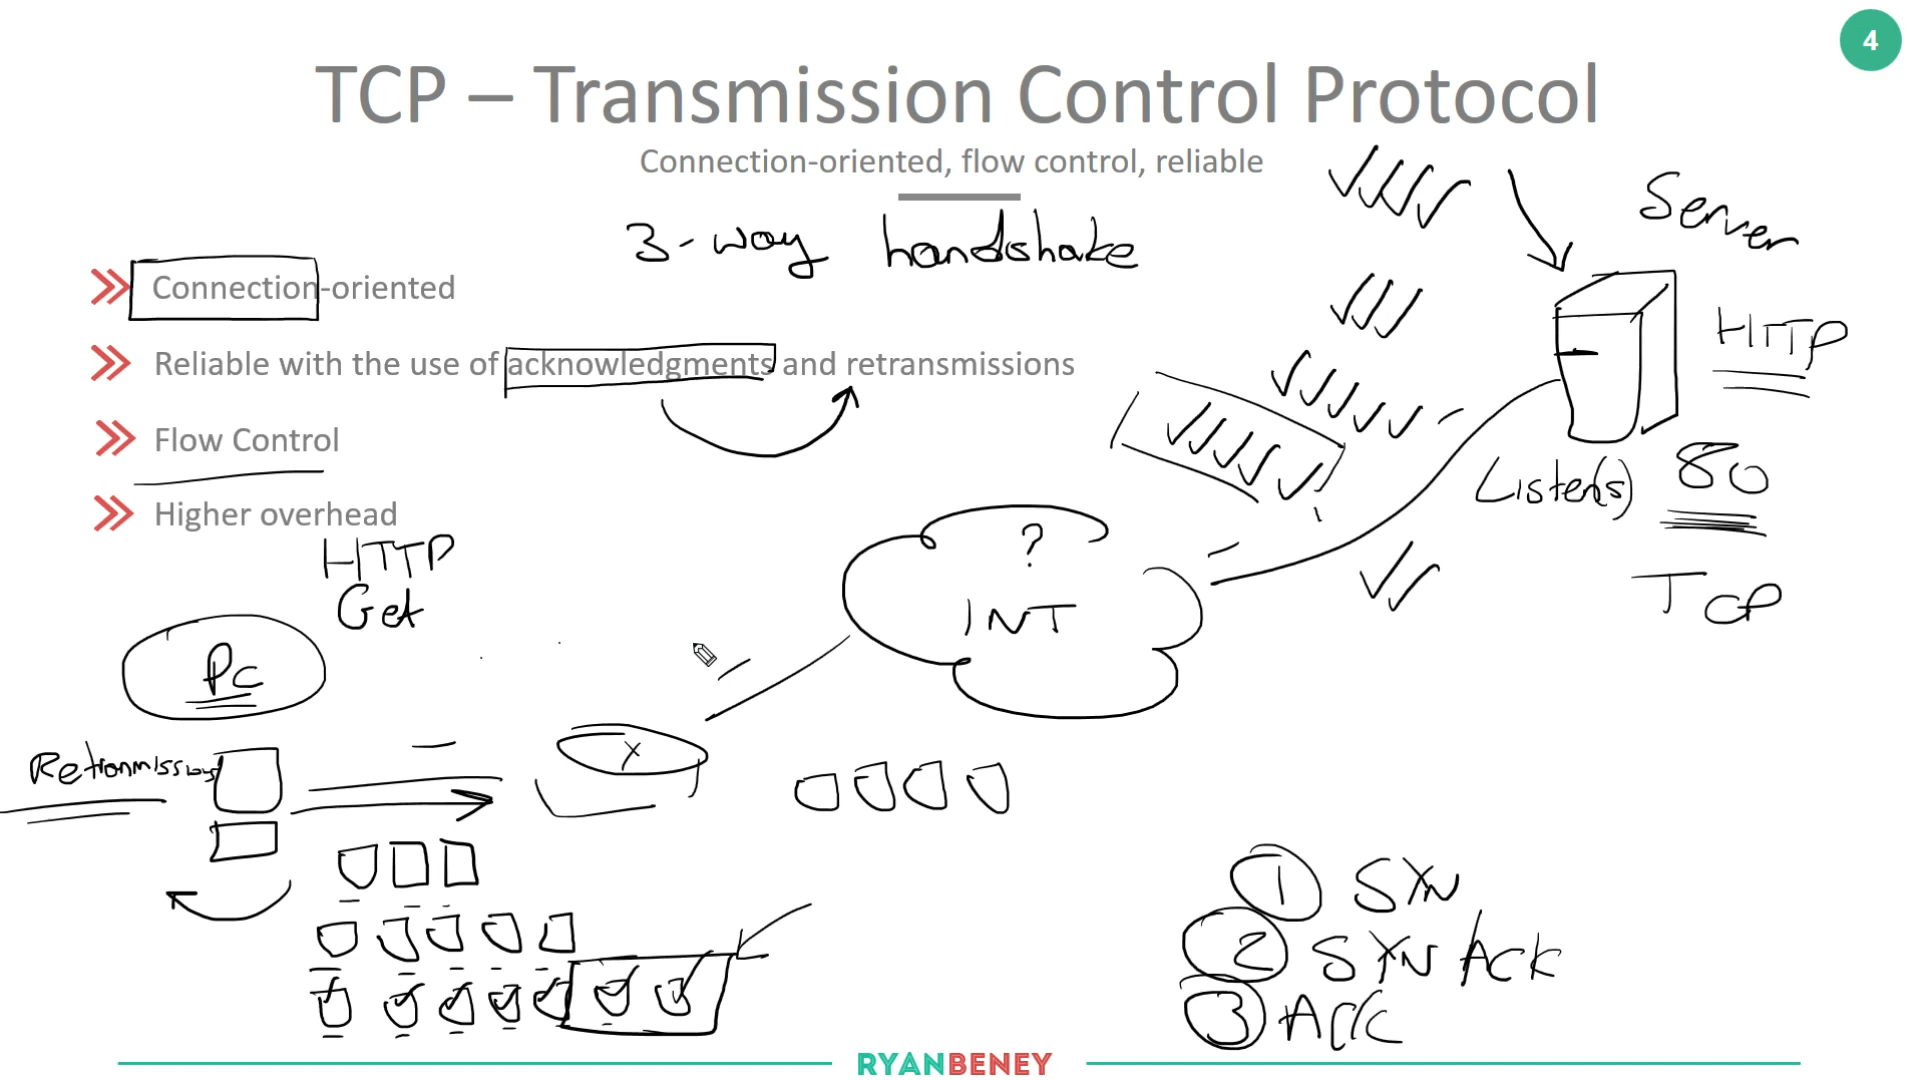 4
TCP – Transmission Control Protocol
Connection-oriented, flow control, reliable
3-way handshake
Server
Connection-oriented
HTTP
Reliable with the use of acknowledgments and retransmissions
Flow Control
Listen(s) 80
Higher overhead
HTTP
Get
?
INT
TCP
PC
X
Retranmissions
1 SYN
2 SYN ACK
3 ACK
RYANBENEY